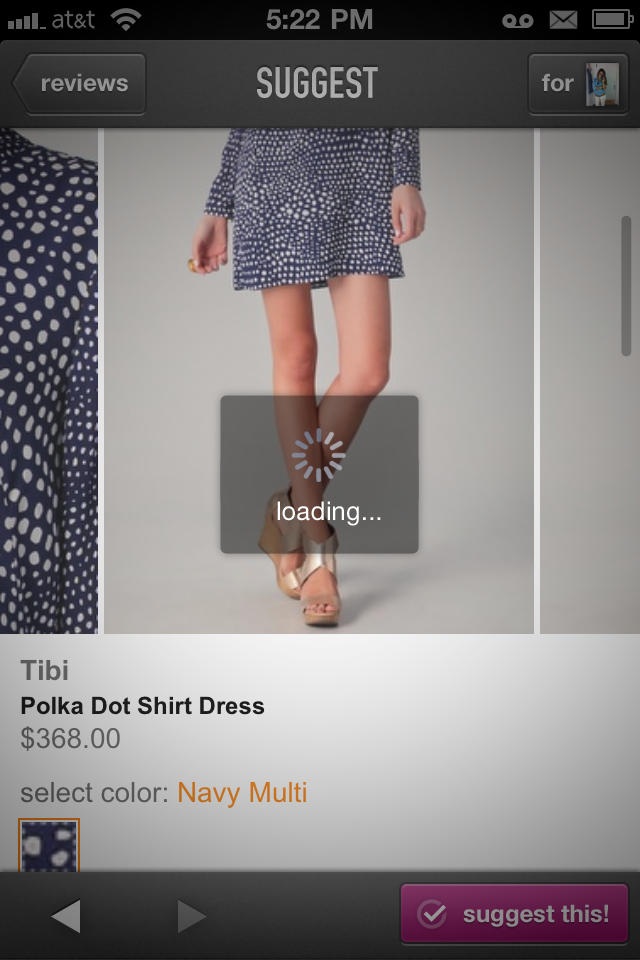 at&t 5:22 PM
reviews SUGGEST for
loading...
Tibi
Polka Dot Shirt Dress
$368.00
select color: Navy Multi
suggest this!